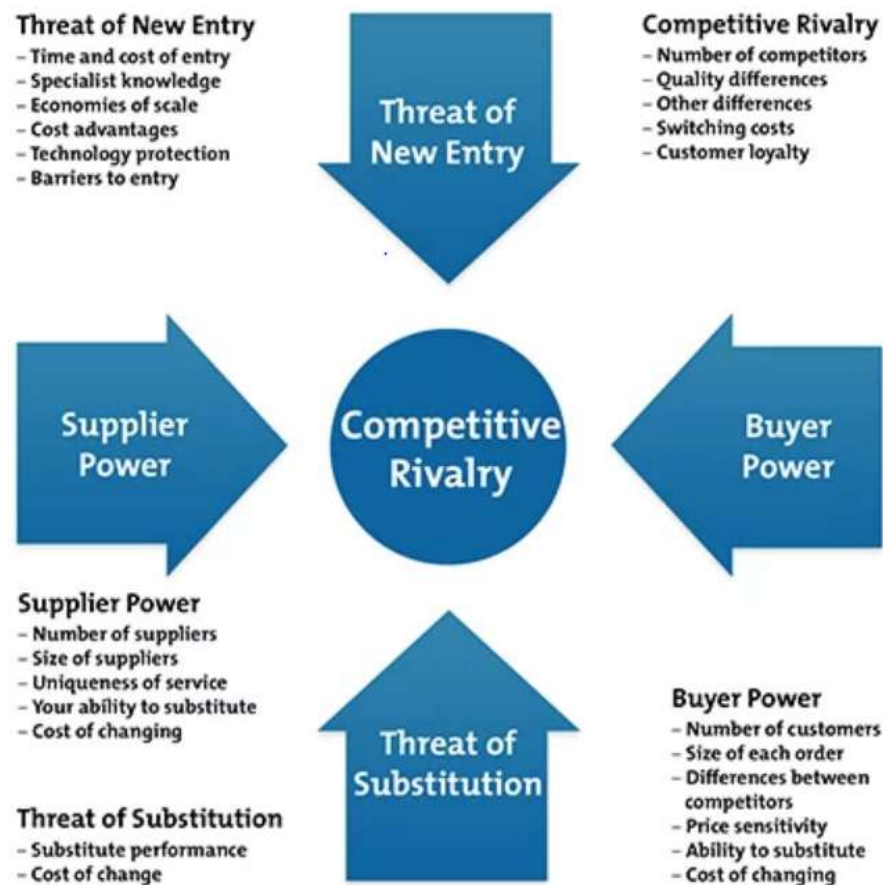 Threat of New Entry
– Time and cost of entry
– Specialist knowledge
– Economies of scale
– Cost advantages
– Technology protection
– Barriers to entry
Threat of
New Entry
Competitive Rivalry
– Number of competitors
– Quality differences
– Other differences
– Switching costs
– Customer loyalty
Supplier
Power
Competitive
Rivalry
Buyer
Power
Supplier Power
– Number of suppliers
– Size of suppliers
– Uniqueness of service
– Your ability to substitute
– Cost of changing
Threat of
Substitution
Threat of Substitution
– Substitute performance
– Cost of change
Buyer Power
– Number of customers
– Size of each order
– Differences between
competitors
– Price sensitivity
– Ability to substitute
– Cost of changing